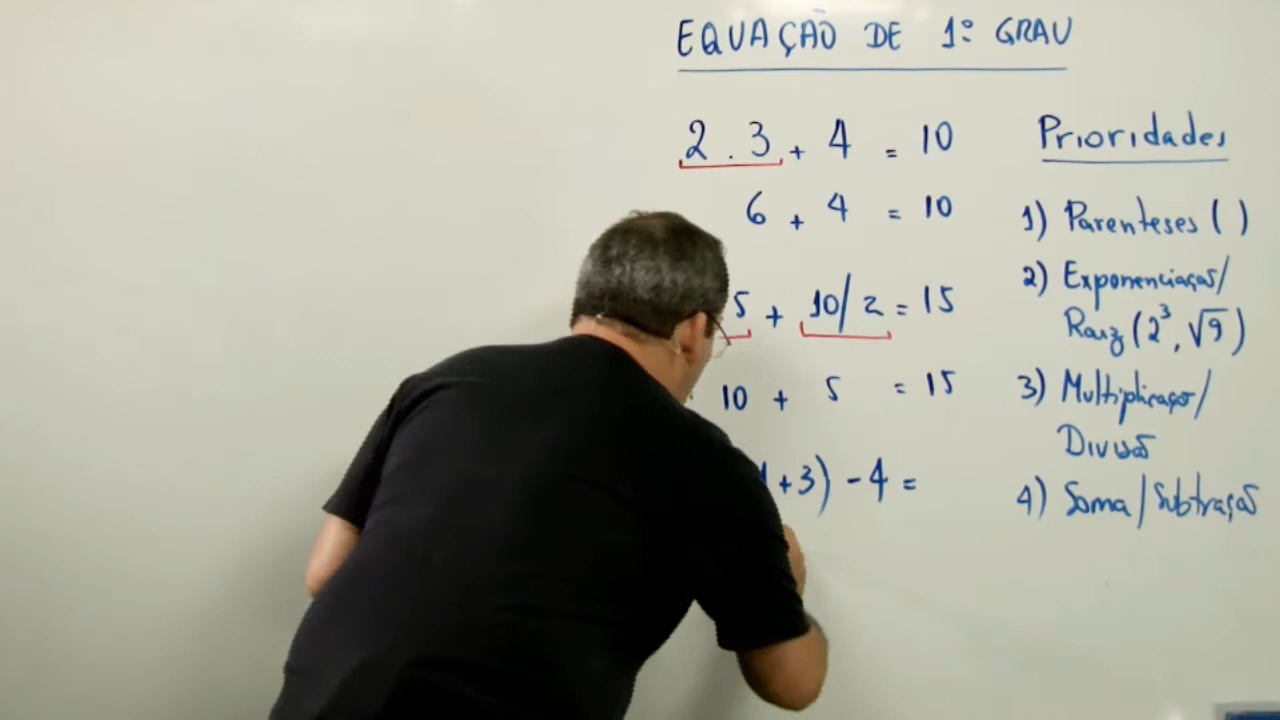 EQUAÇÃO DE 1º GRAU
2 . 3 + 4 = 10
6 + 4 = 10
5 + 10/2 = 15
10 + 5 = 15
+3) - 4 =
Prioridades
1) Parenteses ( )
2) Exponenciação/
Raiz (2³, √9)
3) Multiplicação/
Divisão
4) Soma/Subtração